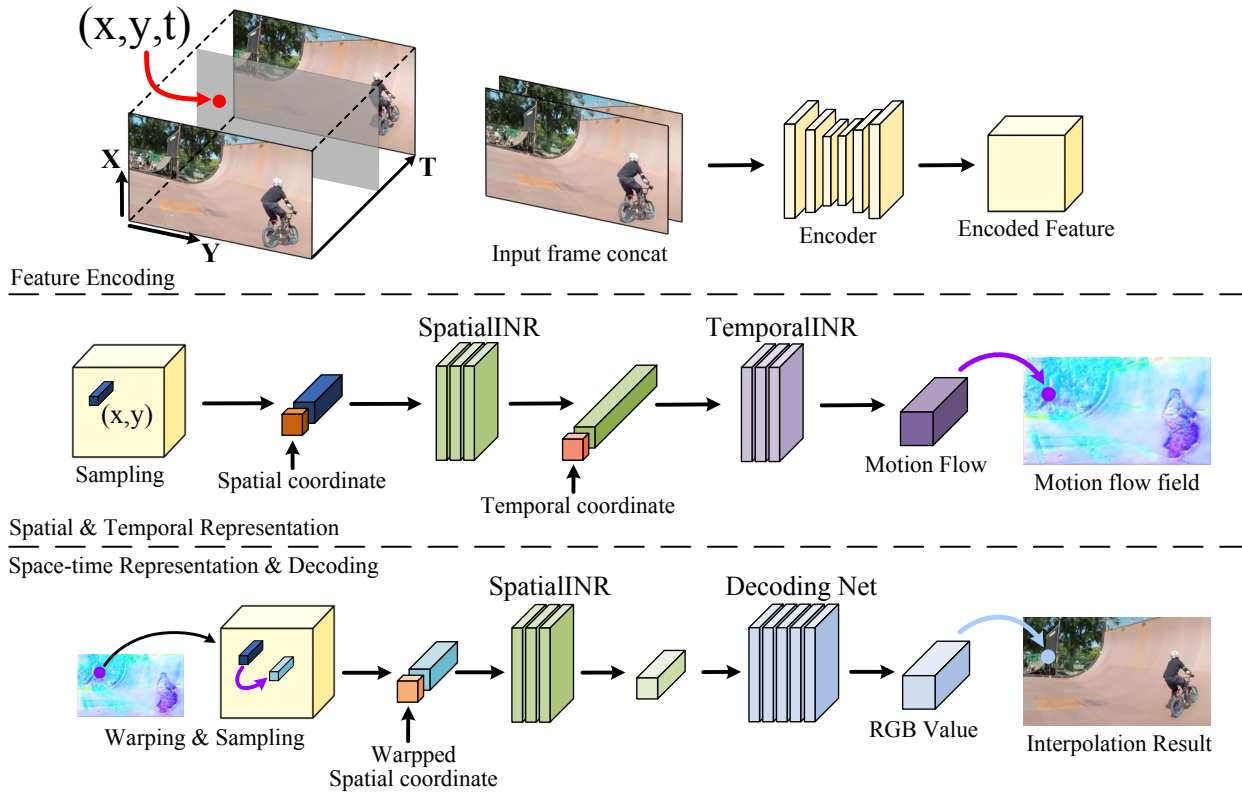 (x,y,t)
X
Y
T
Input frame concat
Encoder
Encoded Feature
Feature Encoding
SpatialINR
TemporalINR
(x,y)
Sampling
Spatial coordinate
Temporal coordinate
Motion Flow
Motion flow field
Spatial & Temporal Representation
Space-time Representation & Decoding
SpatialINR
Decoding Net
Warping & Sampling
Warpped
Spatial coordinate
RGB Value
Interpolation Result